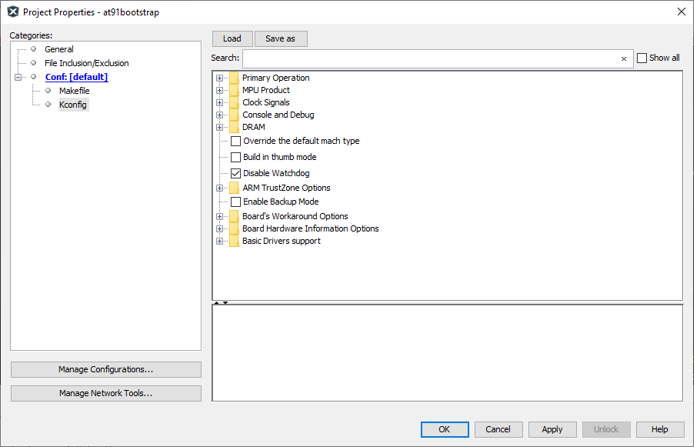 Project Properties - at91bootstrap
Categories:
General
File Inclusion/Exclusion
Conf: [default]
Makefile
Kconfig
Manage Configurations...
Manage Network Tools...
Load
Save as
Search:
Show all
Primary Operation
MPU Product
Clock Signals
Console and Debug
DRAM
Override the default mach type
Build in thumb mode
Disable Watchdog
ARM TrustZone Options
Enable Backup Mode
Board's Workaround Options
Board Hardware Information Options
Basic Drivers support
OK
Cancel
Apply
Unlock
Help